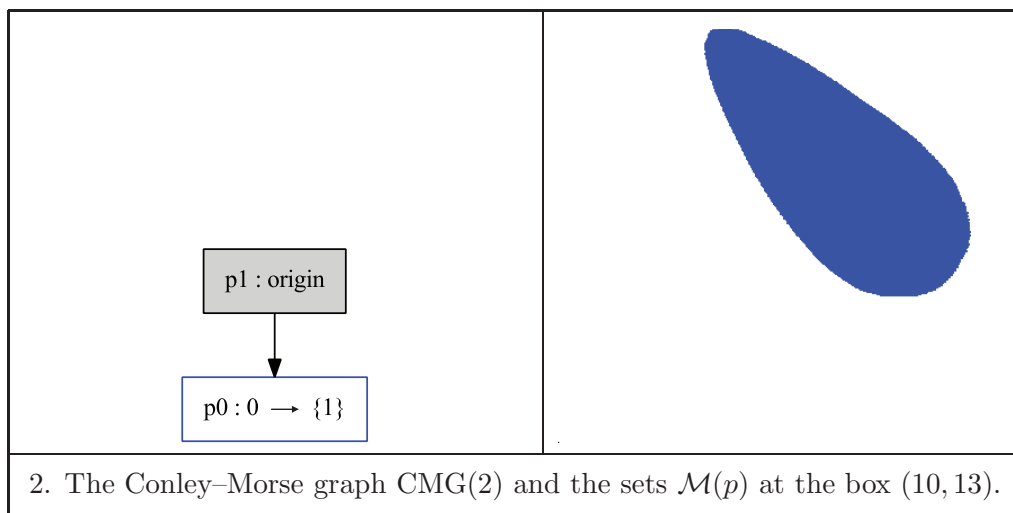 p1 : origin
p0 : 0 → {1}
2. The Conley–Morse graph CMG(2) and the sets ℳ(p) at the box (10, 13).